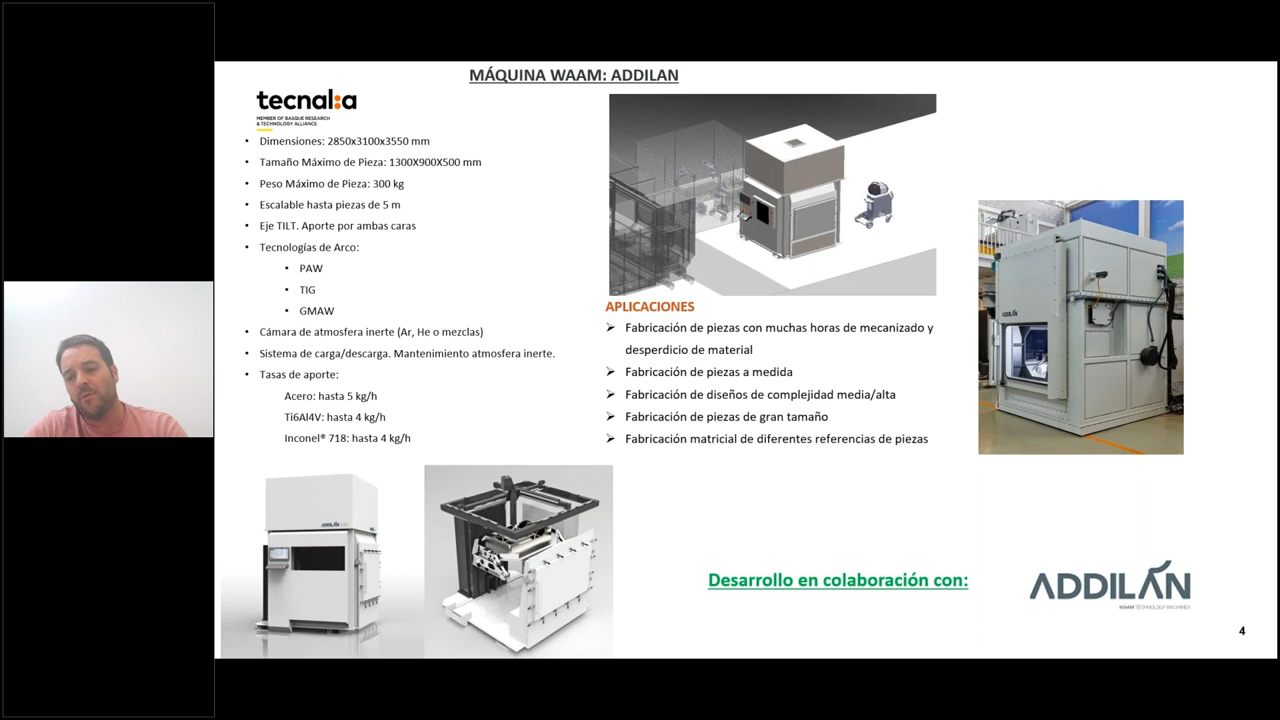 MÁQUINA WAAM: ADDILAN
tecnal:a
MEMBER OF BASQUE RESEARCH
& TECHNOLOGY ALLIANCE
• Dimensiones: 2850x3100x3550 mm
• Tamaño Máximo de Pieza: 1300X900X500 mm
• Peso Máximo de Pieza: 300 kg
• Escalable hasta piezas de 5 m
• Eje TILT. Aporte por ambas caras
• Tecnologías de Arco:
• PAW
• TIG
• GMAW
• Cámara de atmosfera inerte (Ar, He o mezclas)
• Sistema de carga/descarga. Mantenimiento atmosfera inerte.
• Tasas de aporte:
Acero: hasta 5 kg/h
Ti6Al4V: hasta 4 kg/h
Inconel® 718: hasta 4 kg/h
APLICACIONES
➢ Fabricación de piezas con muchas horas de mecanizado y
desperdicio de material
➢ Fabricación de piezas a medida
➢ Fabricación de diseños de complejidad media/alta
➢ Fabricación de piezas de gran tamaño
➢ Fabricación matricial de diferentes referencias de piezas
ADDILAN
ADDILAN
Desarrollo en colaboración con:
ADDILAN
WAAM TECHNOLOGY MACHINES
4